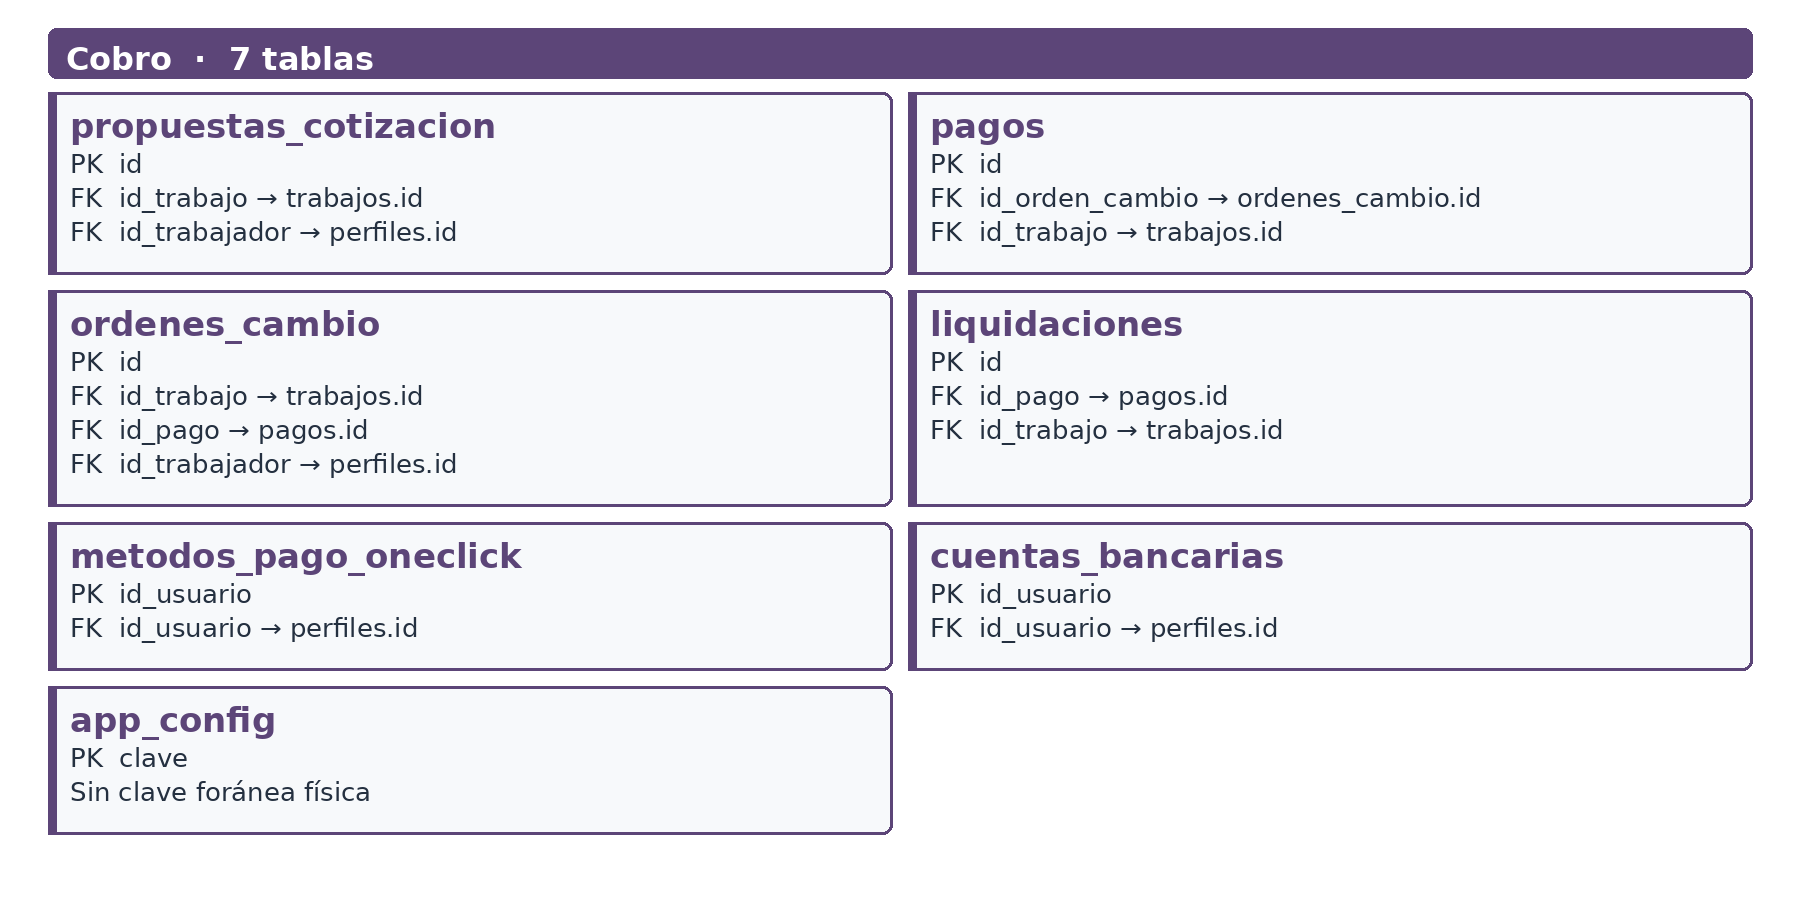 Cobro · 7 tablas
propuestas_cotizacion
PK id
FK id_trabajo → trabajos.id
FK id_trabajador → perfiles.id
pagos
PK id
FK id_orden_cambio → ordenes_cambio.id
FK id_trabajo → trabajos.id
ordenes_cambio
PK id
FK id_trabajo → trabajos.id
FK id_pago → pagos.id
FK id_trabajador → perfiles.id
liquidaciones
PK id
FK id_pago → pagos.id
FK id_trabajo → trabajos.id
metodos_pago_oneclick
PK id_usuario
FK id_usuario → perfiles.id
cuentas_bancarias
PK id_usuario
FK id_usuario → perfiles.id
app_config
PK clave
Sin clave foránea física